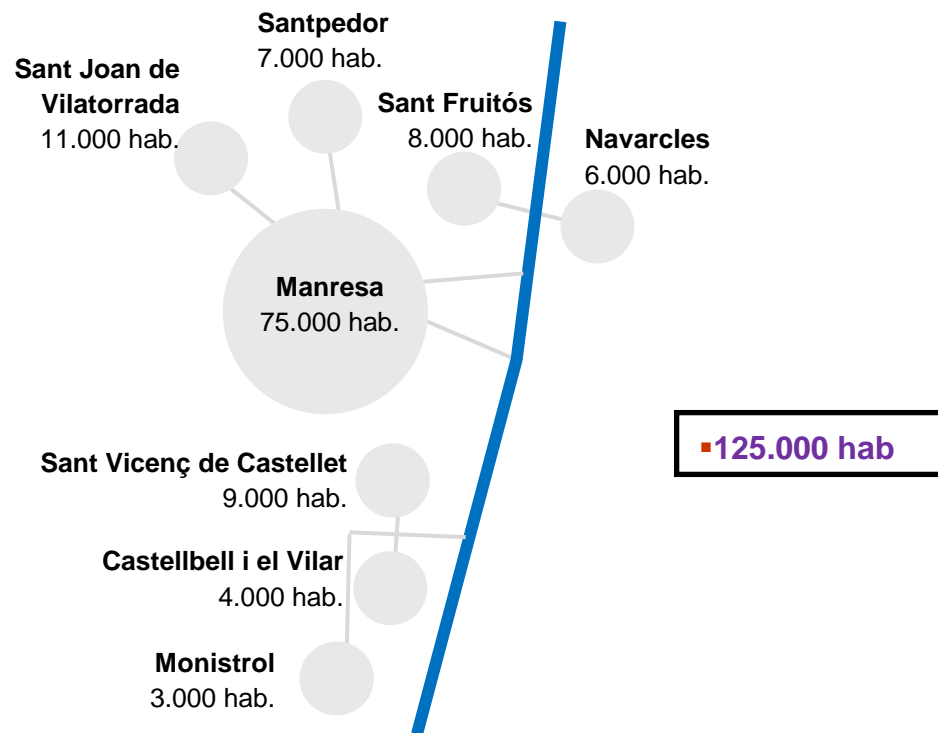 Santpedor
7.000 hab.
Sant Joan de
Vilatorrada
11.000 hab.
Sant Fruitós
8.000 hab.
Navarcles
6.000 hab.
Manresa
75.000 hab.
▪125.000 hab
Sant Vicenç de Castellet
9.000 hab.
Castellbell i el Vilar
4.000 hab.
Monistrol
3.000 hab.